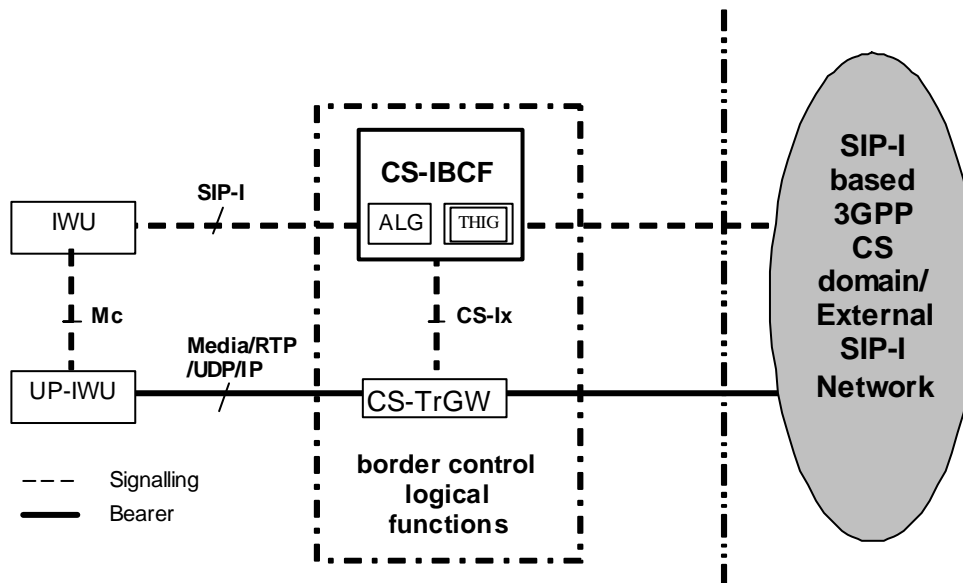 IWU
SIP-I
CS-IBCF
ALG
THIG
Mc
CS-Ix
UP-IWU
Media/RTP
/UDP/IP
CS-TrGW
border control
logical
functions
SIP-I
based
3GPP
CS
domain/
External
SIP-I
Network
Signalling
Bearer